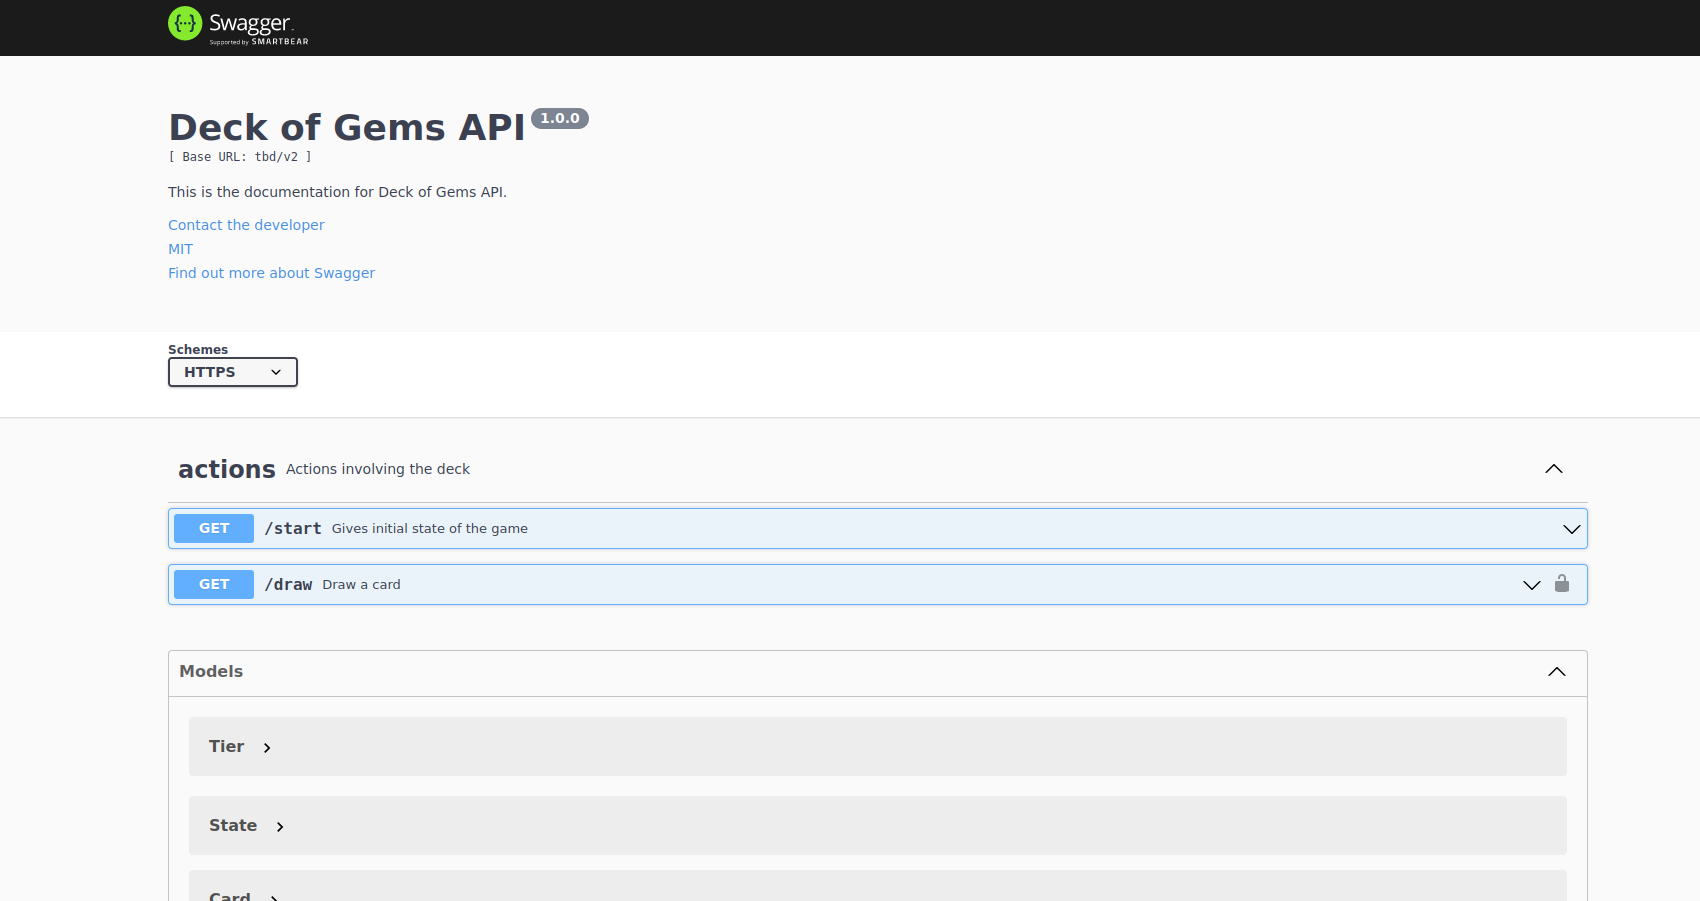 Swagger
Supported by SMARTBEAR
Deck of Gems API 1.0.0
[ Base URL: tbd/v2 ]
This is the documentation for Deck of Gems API.
Contact the developer
MIT
Find out more about Swagger
Schemes
HTTPS
actions Actions involving the deck
GET /start Gives initial state of the game
GET /draw Draw a card
Models
Tier
State
Card